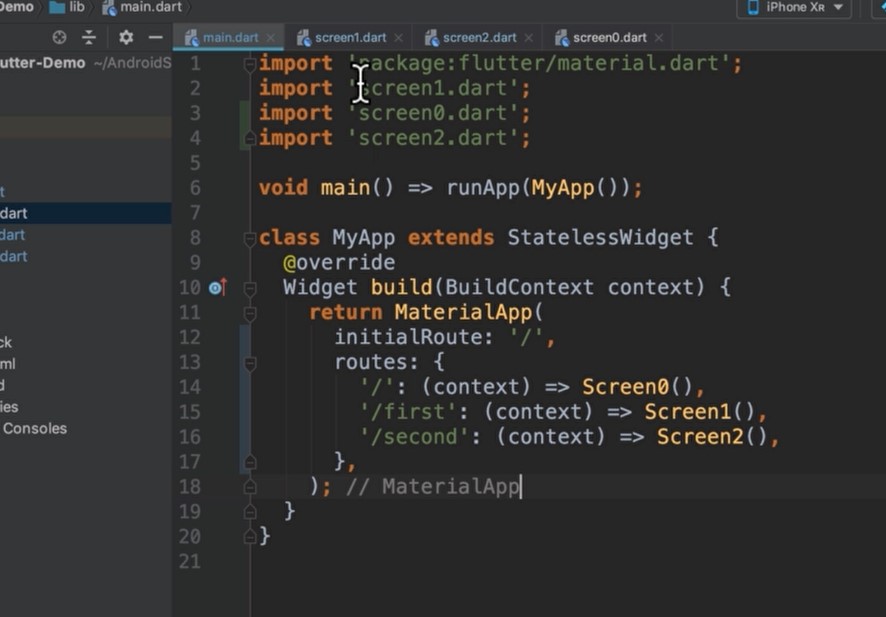 Demo lib main.dart iPhone XR
main.dart screen1.dart screen2.dart screen0.dart
utter-Demo ~/AndroidS
t
dart
dart
dart
ck
ml
d
ies
Consoles
1 import 'package:flutter/material.dart';
2 import 'screen1.dart';
3 import 'screen0.dart';
4 import 'screen2.dart';
5
6 void main() => runApp(MyApp());
7
8 class MyApp extends StatelessWidget {
9 @override
10 Widget build(BuildContext context) {
11 return MaterialApp(
12 initialRoute: '/',
13 routes: {
14 '/': (context) => Screen0(),
15 '/first': (context) => Screen1(),
16 '/second': (context) => Screen2(),
17 },
18 ); // MaterialApp
19 }
20 }
21